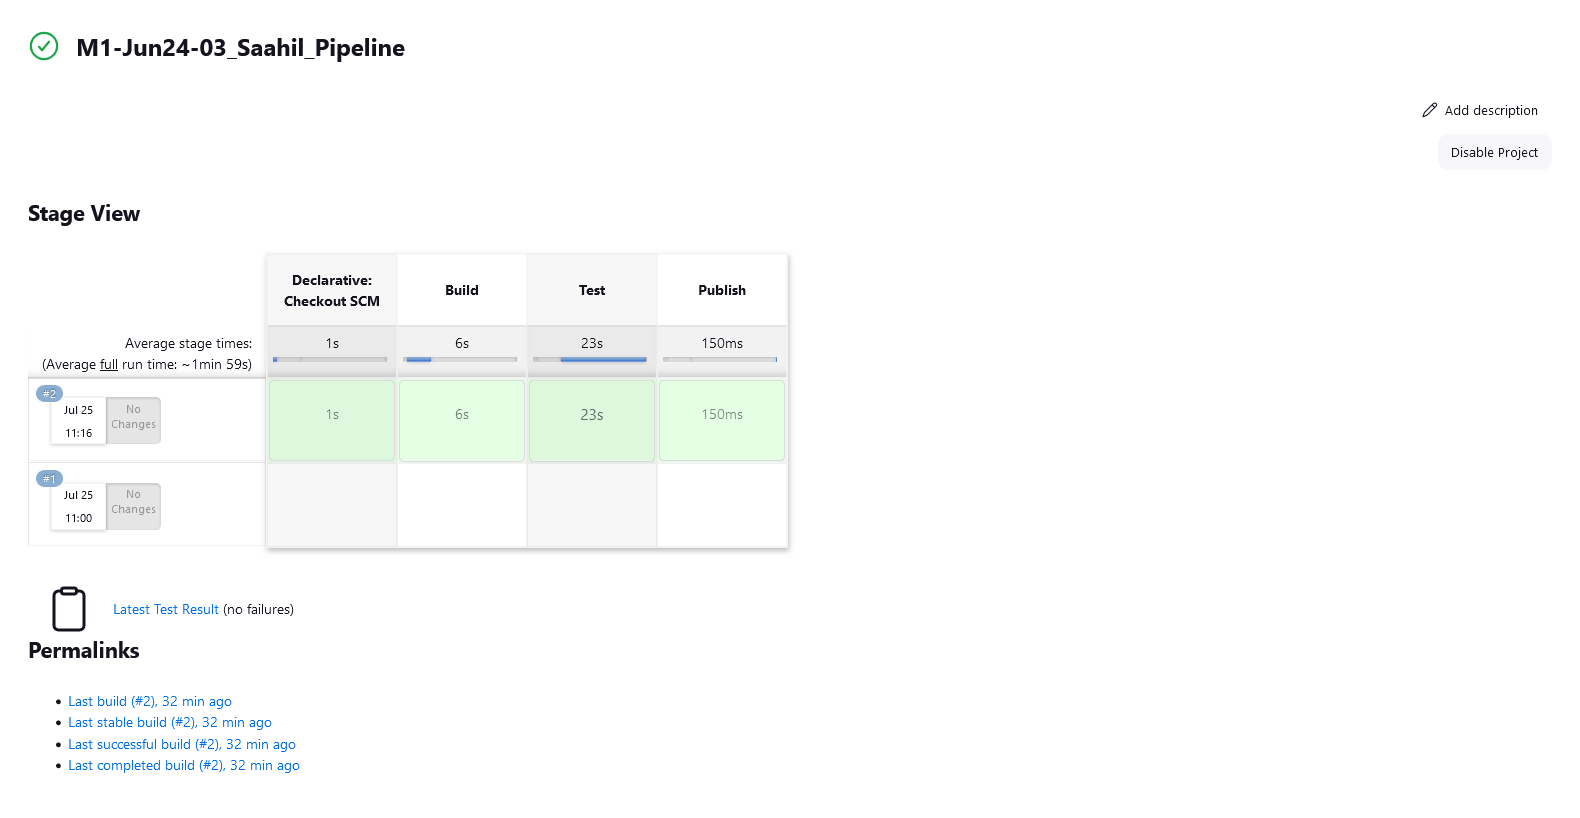 M1-Jun24-03_Saahil_Pipeline
Add description
Disable Project
Stage View
Declarative:
Checkout SCM
Build
Test
Publish
Average stage times:
(Average full run time: ~1min 59s)
1s
6s
23s
150ms
#2
Jul 25
11:16
No
Changes
1s
6s
23s
150ms
#1
Jul 25
11:00
No
Changes
Latest Test Result (no failures)
Permalinks
Last build (#2), 32 min ago
Last stable build (#2), 32 min ago
Last successful build (#2), 32 min ago
Last completed build (#2), 32 min ago